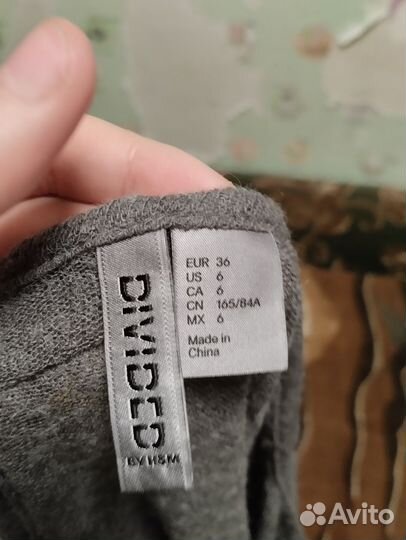 EUR 36
US 6
CA 6
CN 165/84A
MX 6
Made in
China
DIVIDED
BY H&M
Avito